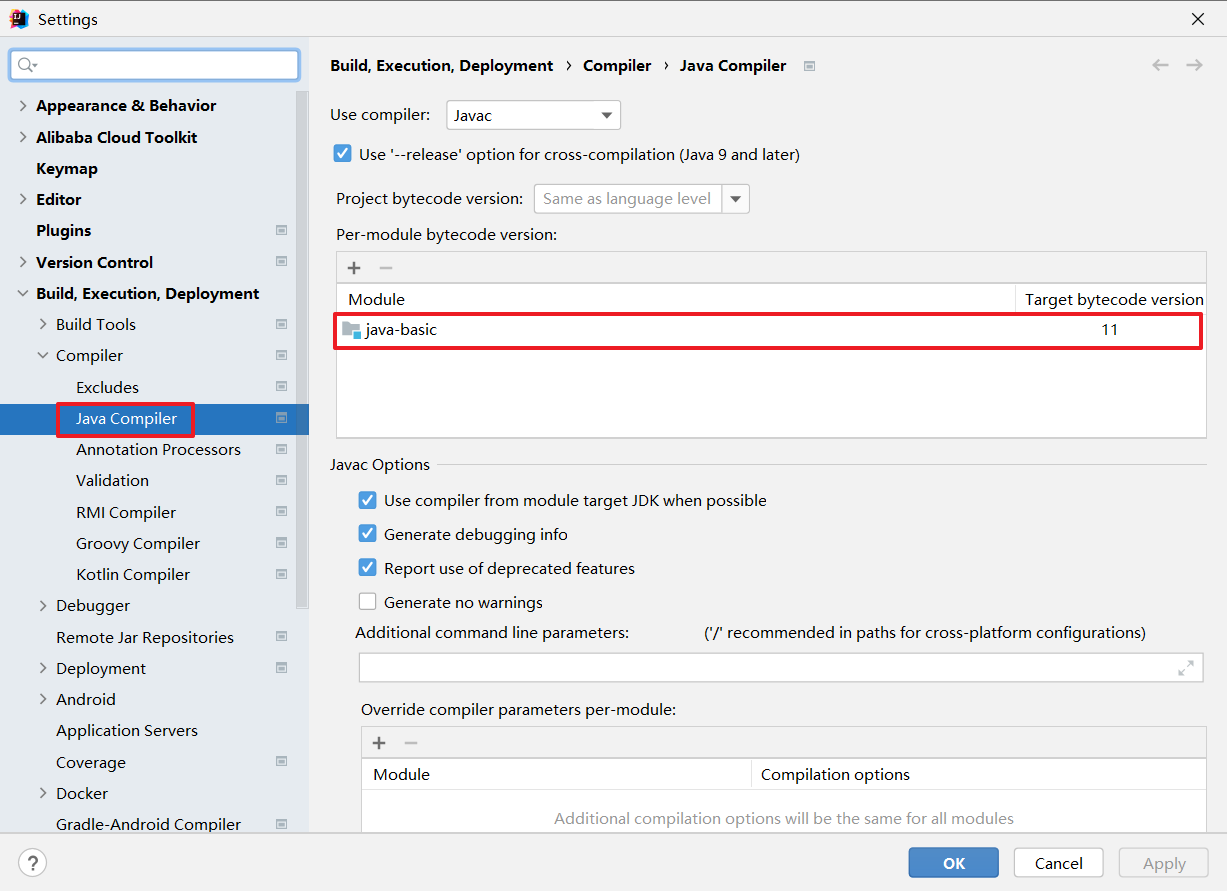 Settings
Appearance & Behavior
Alibaba Cloud Toolkit
Keymap
Editor
Plugins
Version Control
Build, Execution, Deployment
Build Tools
Compiler
Excludes
Java Compiler
Annotation Processors
Validation
RMI Compiler
Groovy Compiler
Kotlin Compiler
Debugger
Remote Jar Repositories
Deployment
Android
Application Servers
Coverage
Docker
Gradle-Android Compiler
Build, Execution, Deployment › Compiler › Java Compiler
Use compiler: Javac
Use '--release' option for cross-compilation (Java 9 and later)
Project bytecode version: Same as language level
Per-module bytecode version:
Module Target bytecode version
java-basic 11
Javac Options
Use compiler from module target JDK when possible
Generate debugging info
Report use of deprecated features
Generate no warnings
Additional command line parameters: ('/' recommended in paths for cross-platform configurations)
Override compiler parameters per-module:
Module Compilation options
Additional compilation options will be the same for all modules
? OK Cancel Apply